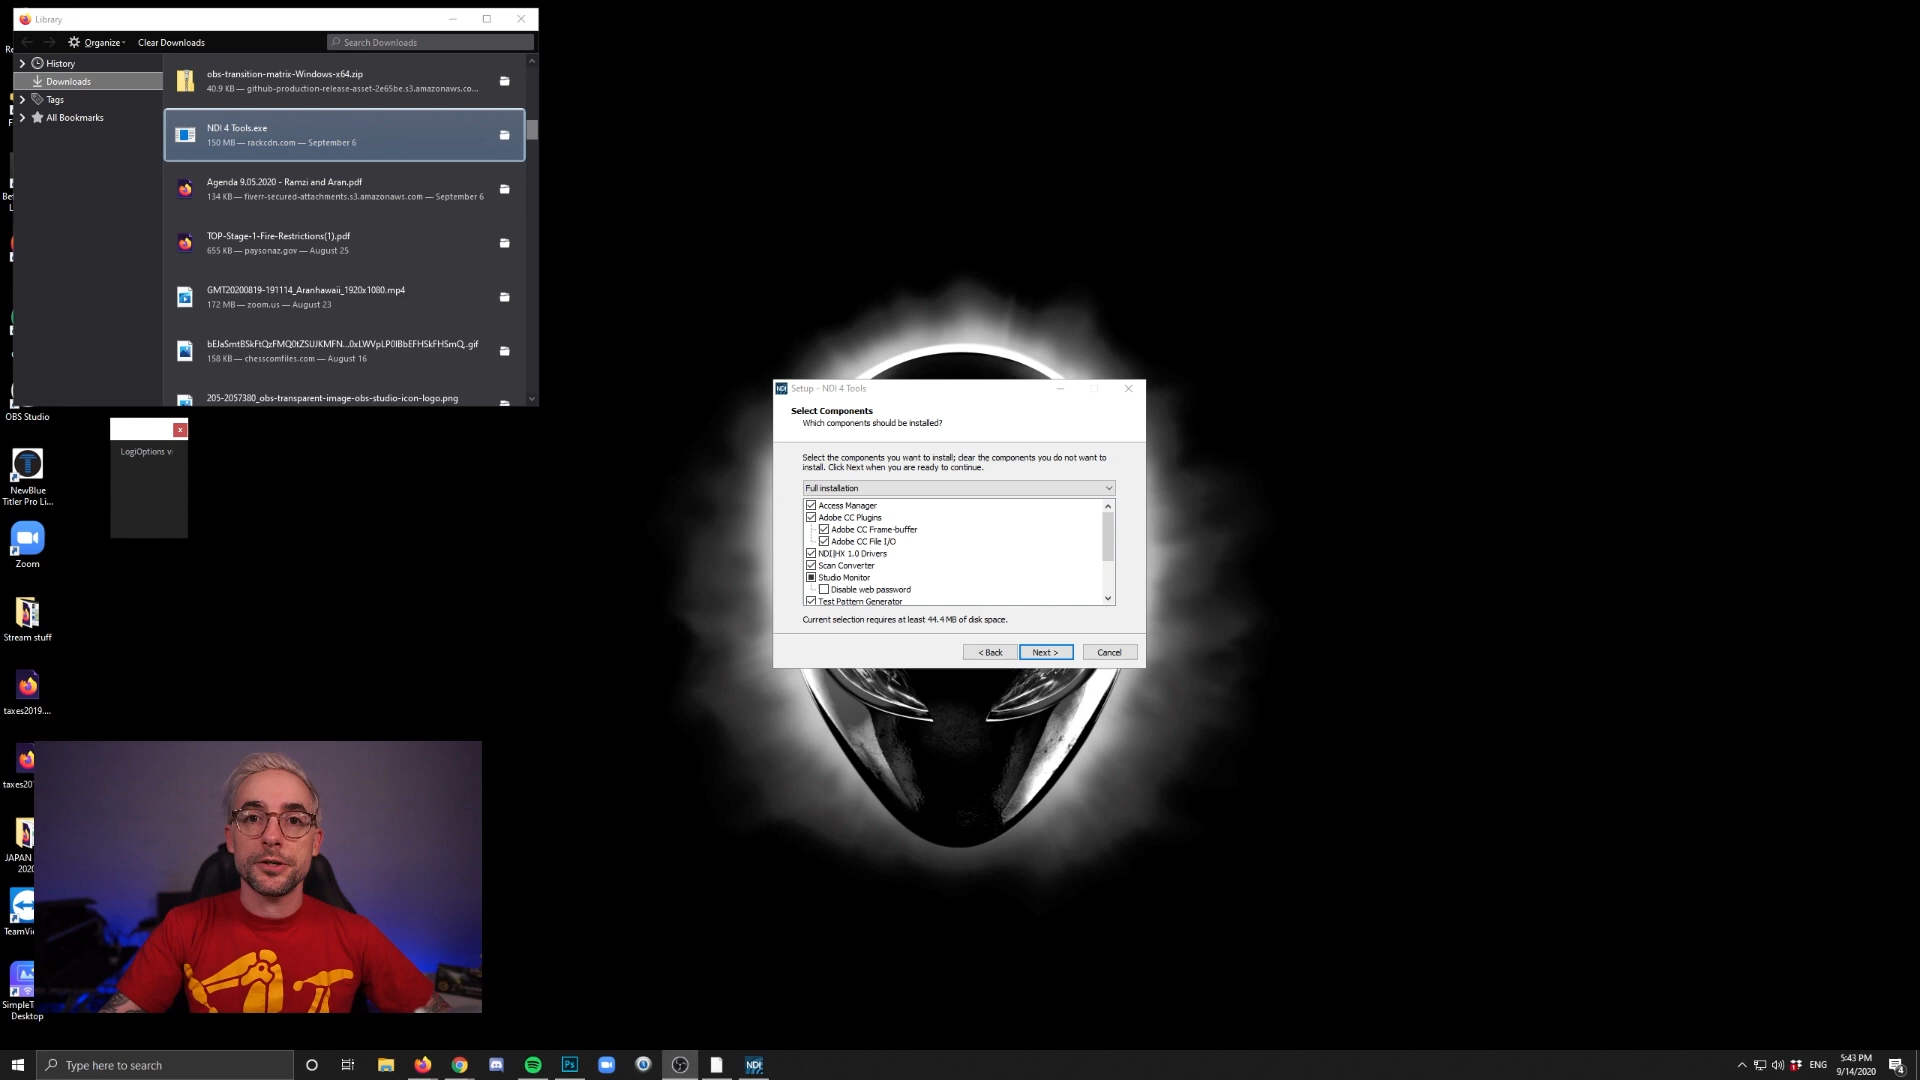 Library
Organize
Clear Downloads
Search Downloads
History
Downloads
Tags
All Bookmarks
obs-transition-matrix-Windows-x64.zip
40.9 KB — github-production-release-asset-2e65be.s3.amazonaws.co...
NDI 4 Tools.exe
150 MB — rackcdn.com — September 6
Agenda 9.05.2020 - Ramzi and Aran.pdf
134 KB — fiverr-secured-attachments.s3.amazonaws.com — September 6
TOP-Stage-1-Fire-Restrictions(1).pdf
655 KB — paysonaz.gov — August 25
GMT20200819-191114_Aranhawaii_1920x1080.mp4
172 MB — zoom.us — August 23
158 KB — chesscomfiles.com — August 16
205-2057380_obs-transparent-image-obs-studio-icon-logo.png
OBS Studio
LogiOptions v
NewBlue
Titler Pro Li...
Zoom
Stream stuff
taxes2019....
taxes20
JAPAN
2020
TeamVi
SimpleT
Desktop
NDI
Setup - NDI 4 Tools
Select Components
Which components should be installed?
Select the components you want to install; clear the components you do not want to
install. Click Next when you are ready to continue.
Full installation
Access Manager
Adobe CC Plugins
Adobe CC Frame-buffer
Adobe CC File I/O
NDI|HX 1.0 Drivers
Scan Converter
Studio Monitor
Disable web password
Test Pattern Generator
Current selection requires at least 44.4 MB of disk space.
< Back
Next >
Cancel
Type here to search
Ps
NDI
ENG
5:43 PM
9/14/2020
4